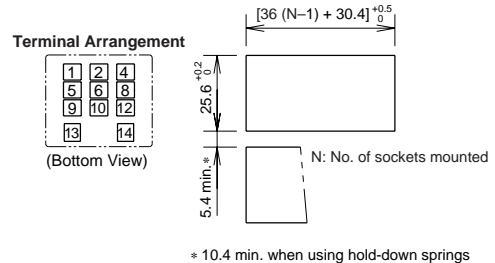 [36 (N–1) + 30.4] +0.5 0
Terminal Arrangement
1 2 4
5 6 8
9 10 12
13 14
(Bottom View)
25.6 +0.2 0
5.4 min.*
N: No. of sockets mounted
* 10.4 min. when using hold-down springs